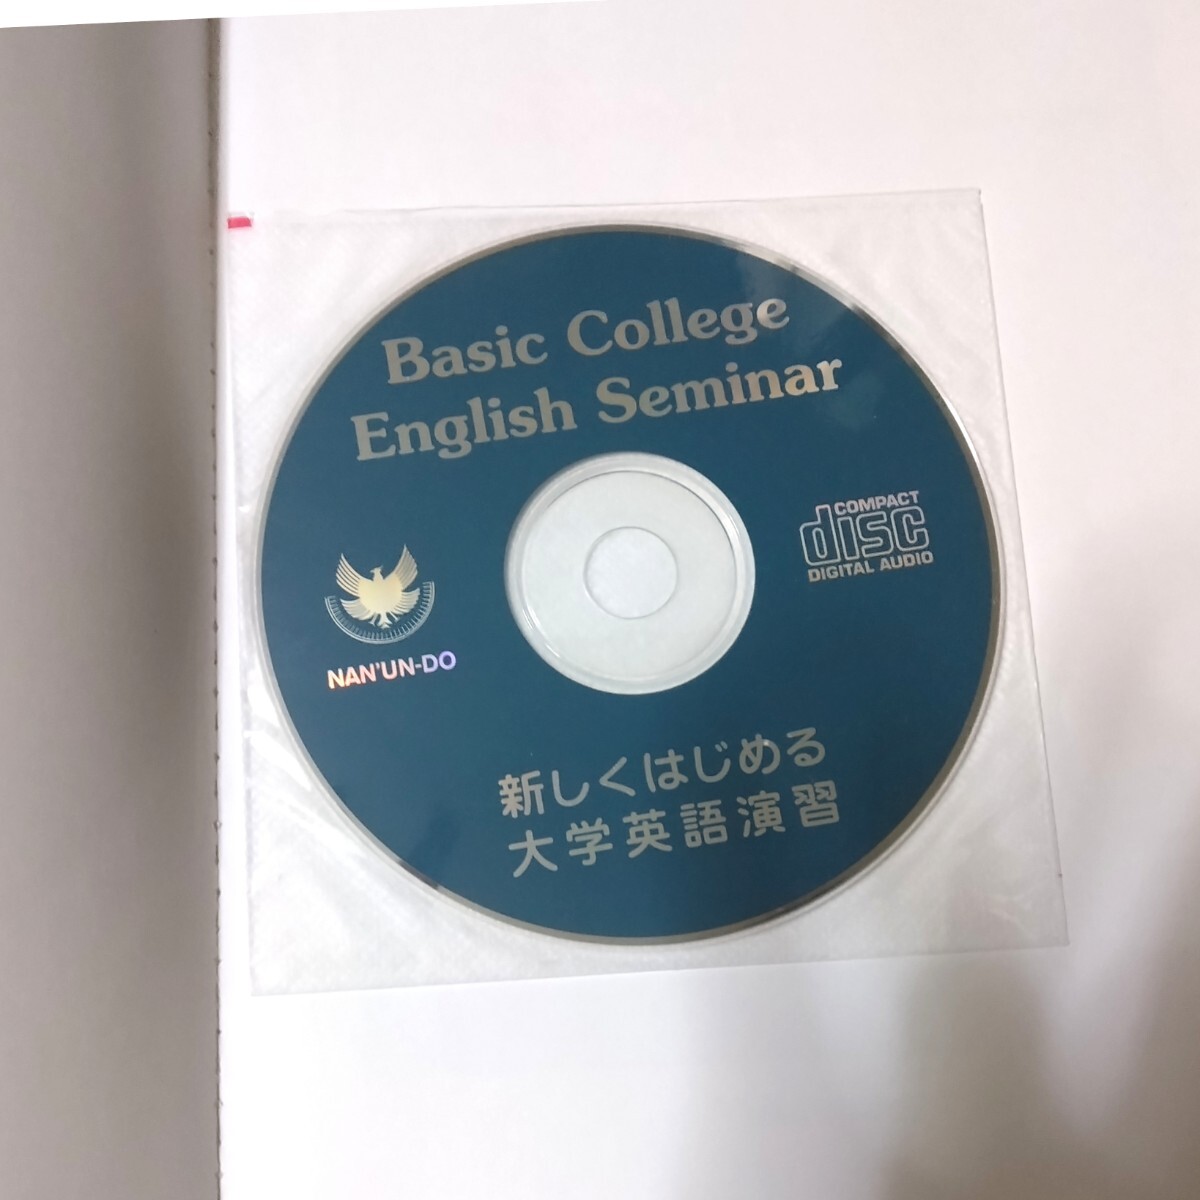 Basic College
English Seminar
COMPACT
disc
DIGITAL AUDIO
NAN'UN-DO
新しくはじめる
大学英語演習